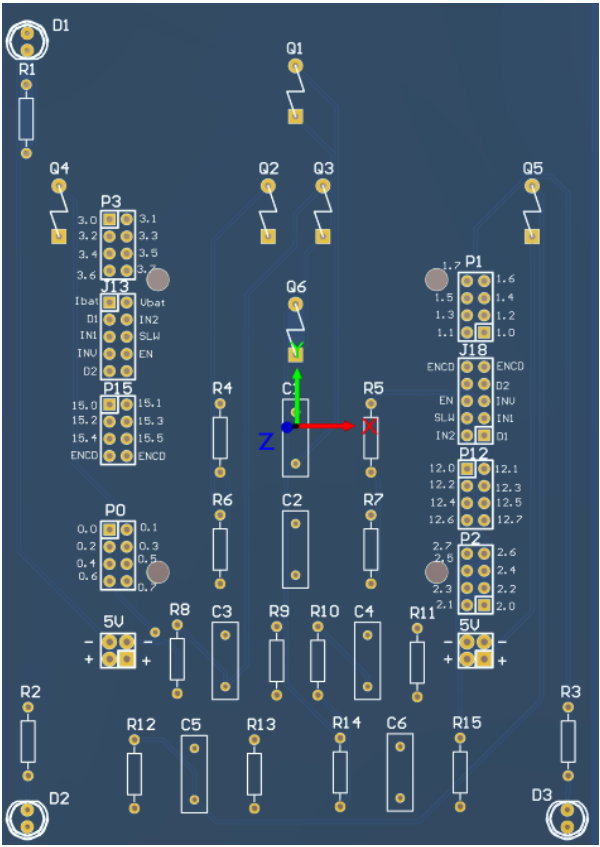 D1
R1
Q1
Q4
Q2
Q3
Q5
P3
3.0 3.1
3.2 3.3
3.4 3.5
3.6 3.7
J13
Ibat Vbat
D1 IN2
IN1 SLW
INV EN
D2
P15
15.0 15.1
15.2 15.3
15.4 15.5
ENCD ENCD
P0
0.0 0.1
0.2 0.3
0.4 0.5
0.6 0.7
5V
- -
+ +
Q6
Y
X
Z
R4
C1
R5
R6
C2
R7
P1
1.7 1.6
1.5 1.4
1.3 1.2
1.1 1.0
J18
ENCD ENCD
D2
EN INV
SLW IN1
IN2 D1
P12
12.0 12.1
12.2 12.3
12.4 12.5
12.6 12.7
P2
2.7 2.6
2.5 2.4
2.3 2.2
2.1 2.0
5V
- -
+ +
R8
C3
R9
R10
C4
R11
R2
R12
C5
R13
R14
C6
R15
R3
D2
D3